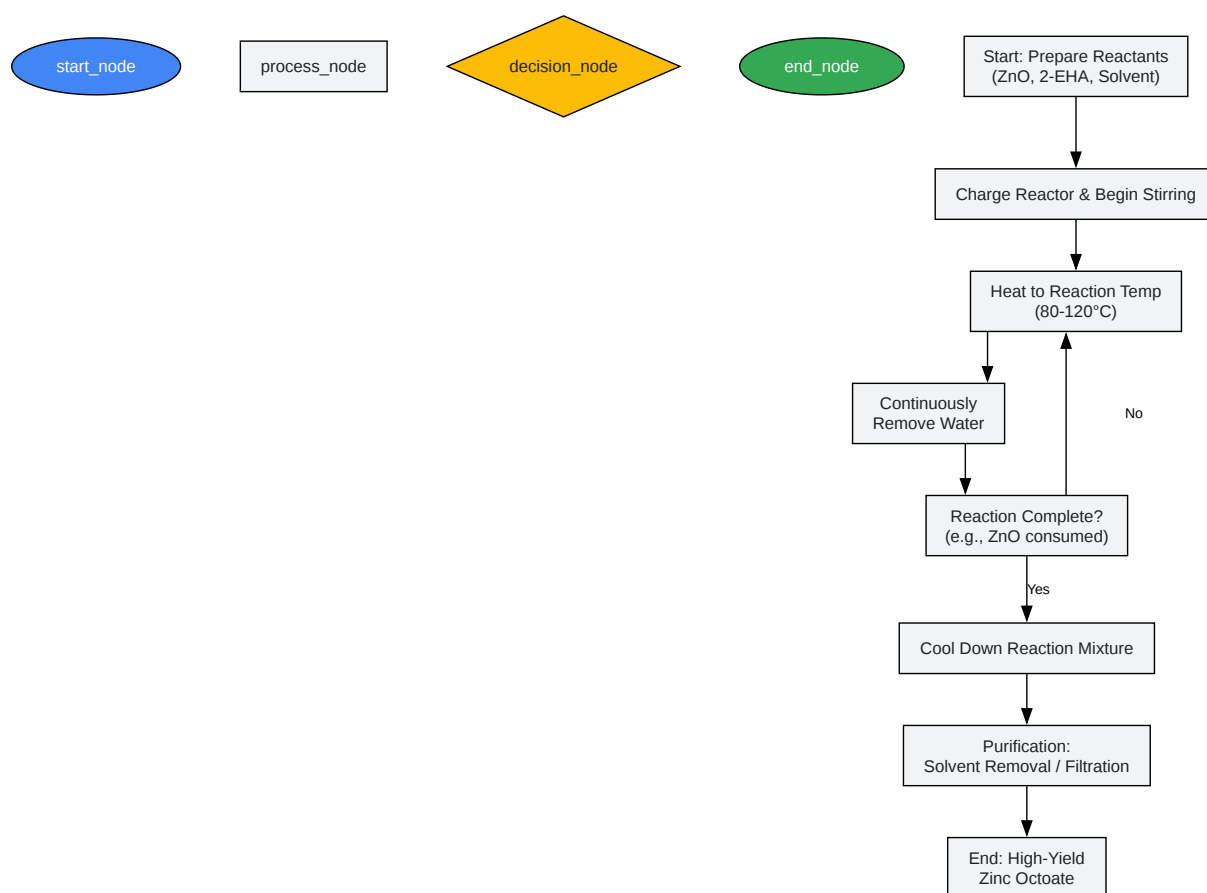 start_node
process_node
decision_node
end_node
Start: Prepare Reactants
(ZnO, 2-EHA, Solvent)
Charge Reactor & Begin Stirring
Heat to Reaction Temp
(80-120°C)
Continuously
Remove Water
No
Reaction Complete?
(e.g., ZnO consumed)
Yes
Cool Down Reaction Mixture
Purification:
Solvent Removal / Filtration
End: High-Yield
Zinc Octoate